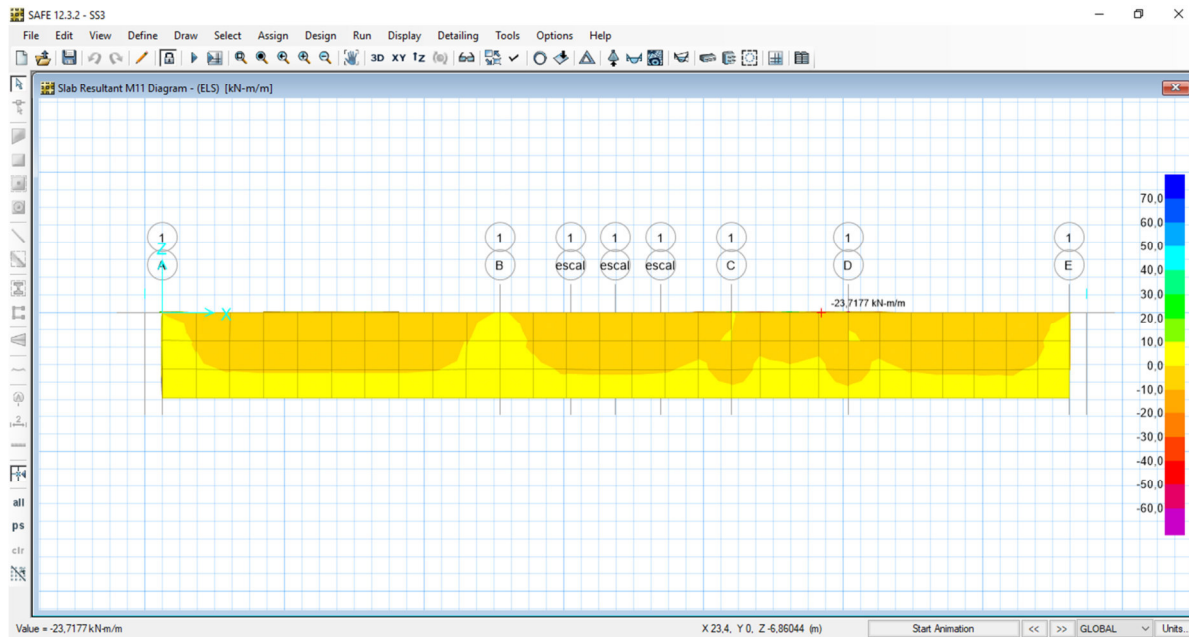 SAFE 12.3.2 - SS3
File Edit View Define Draw Select Assign Design Run Display Detailing Tools Options Help
3D XY
Slab Resultant M11 Diagram - (ELS) [kN-m/m]
1 1 1 1 1 1 1 1
Z
A B escal escal escal C D E
X
-23,7177 kN-m/m
70,0
60,0
50,0
40,0
30,0
20,0
10,0
0,0
-10,0
-20,0
-30,0
-40,0
-50,0
-60,0
all
ps
clr
Value = -23,7177 kN-m/m X 23,4, Y 0, Z -6,86044 (m) Start Animation << >> GLOBAL Units...